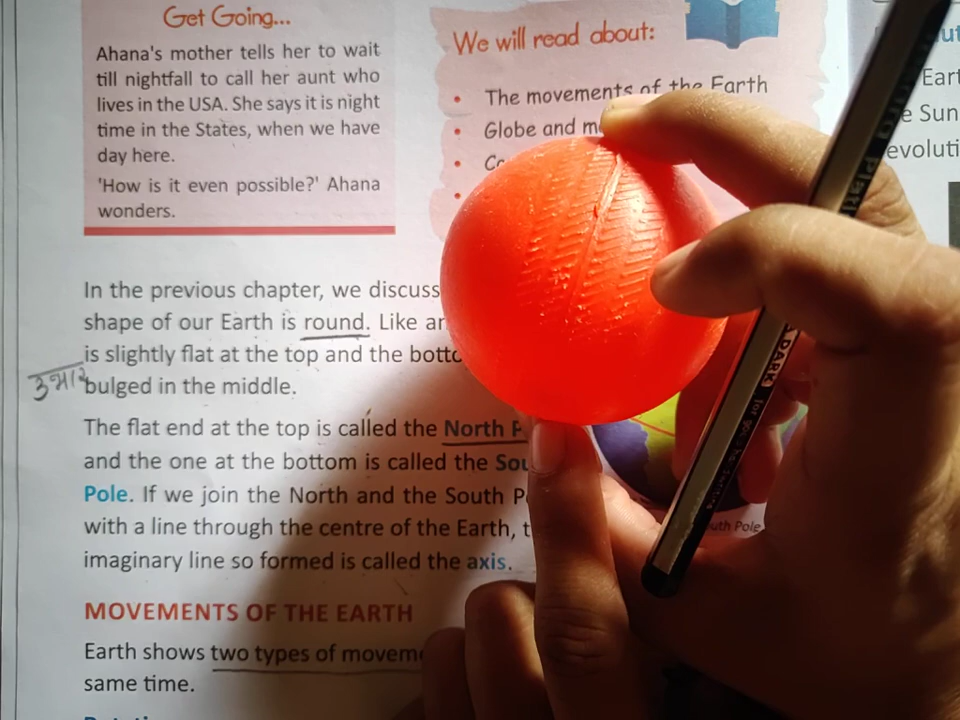 Get Going...
Ahana's mother tells her to wait
till nightfall to call her aunt who
lives in the USA. She says it is night
time in the States, when we have
day here.
'How is it even possible?' Ahana
wonders.
We will read about:
• The movements of the Earth
• Globe and m
• Co
In the previous chapter, we discuss
shape of our Earth is round. Like ar
is slightly flat at the top and the botto
bulged in the middle.
The flat end at the top is called the North P
and the one at the bottom is called the Sou
Pole. If we join the North and the South P
with a line through the centre of the Earth, t
imaginary line so formed is called the axis.
MOVEMENTS OF THE EARTH
Earth shows two types of moveme
same time.
uth Pole
Eart
e Sun
evoluti
DARK